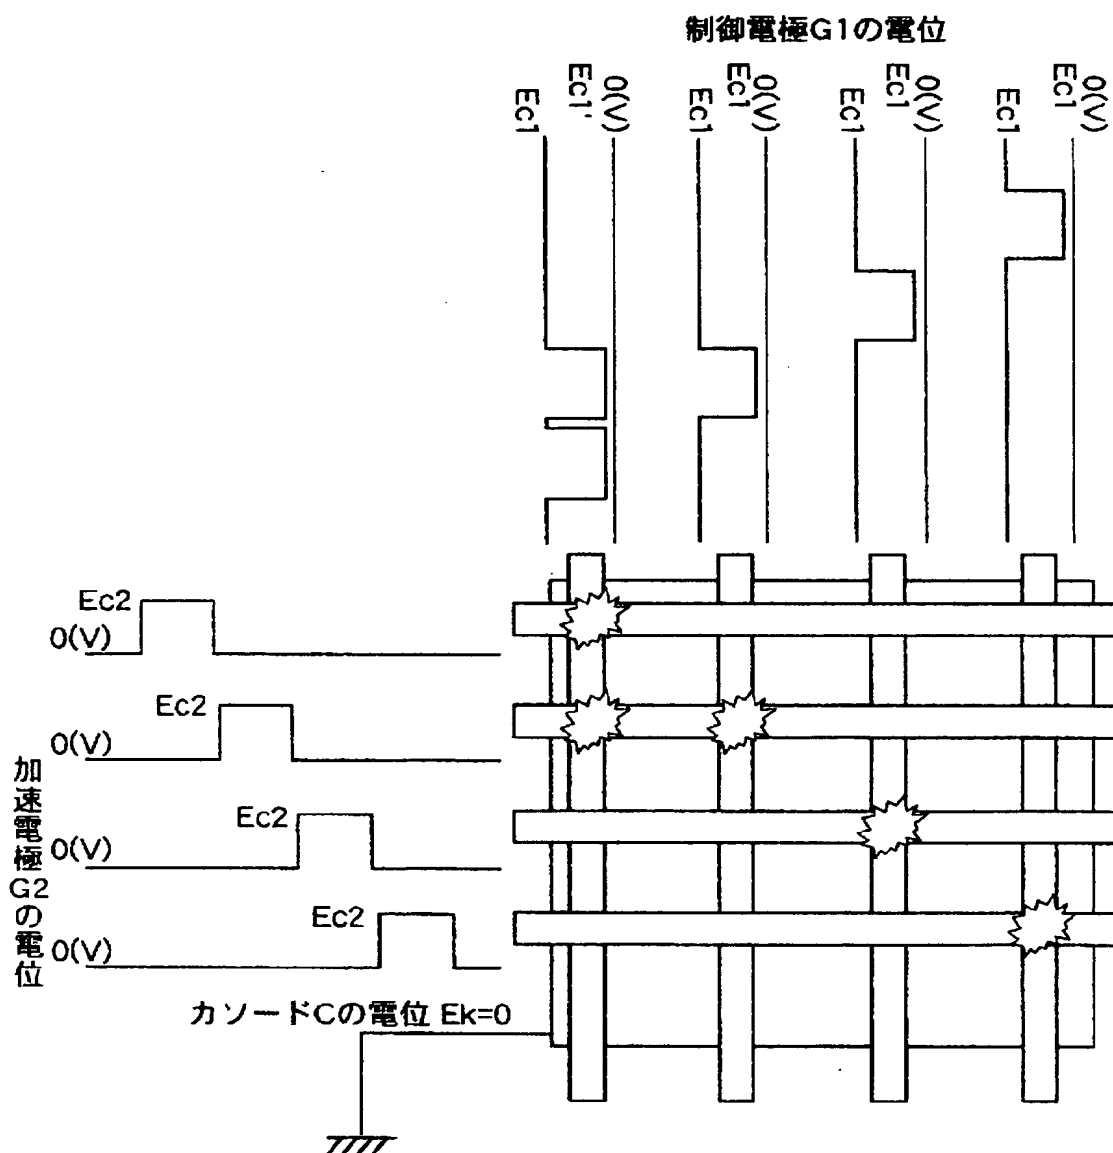 制御電極G1の電位
Ec1
Ec1'
0(V)
Ec1
Ec1'
0(V)
Ec1
Ec1'
0(V)
Ec1
Ec1'
0(V)
Ec2
0(V)
Ec2
0(V)
Ec2
0(V)
Ec2
0(V)
加速電極G2の電位
カソードCの電位 Ek=0